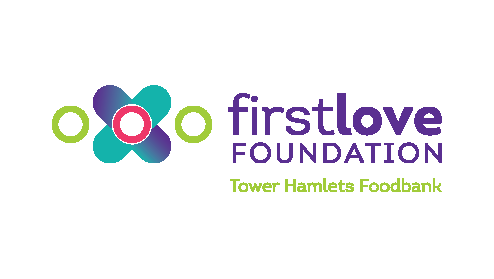 firstlove
FOUNDATION
Tower Hamlets Foodbank